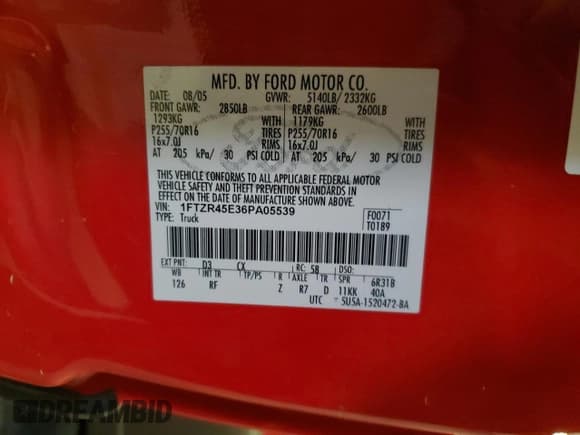 MFD. BY FORD MOTOR CO.
DATE: 08/05 GVWR: 5140LB/ 2332KG
FRONT GAWR: 2850LB REAR GAWR: 2600LB
1293KG WITH 1179KG WITH
P255/70R16 TIRES P255/70R16 TIRES
16x7.0J RIMS 16x7.0J RIMS
AT 205 kPa/ 30 PSI COLD AT 205 kPa/ 30 PSI COLD
THIS VEHICLE CONFORMS TO ALL APPLICABLE FEDERAL MOTOR
VEHICLE SAFETY AND THEFT PREVENTION STANDARDS IN
EFFECT ON THE DATE OF MANUFACTURE SHOWN ABOVE.
VIN: 1FTZR45E36PA05539 F0071
TYPE: Truck T0189
EXT PNT: D3 CX RC: 58 DSO:
WB INT TR TP/PS R AXLE TR SPR 6R31B
126 RF Z R7 D 11KK 40A
UTC 5U5A-1520472-BA
DREAMBID